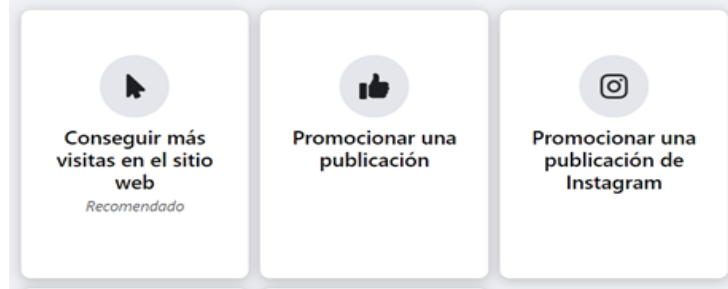 Conseguir más
visitas en el sitio
web
Recomendado
Promocionar una
publicación
Promocionar una
publicación de
Instagram